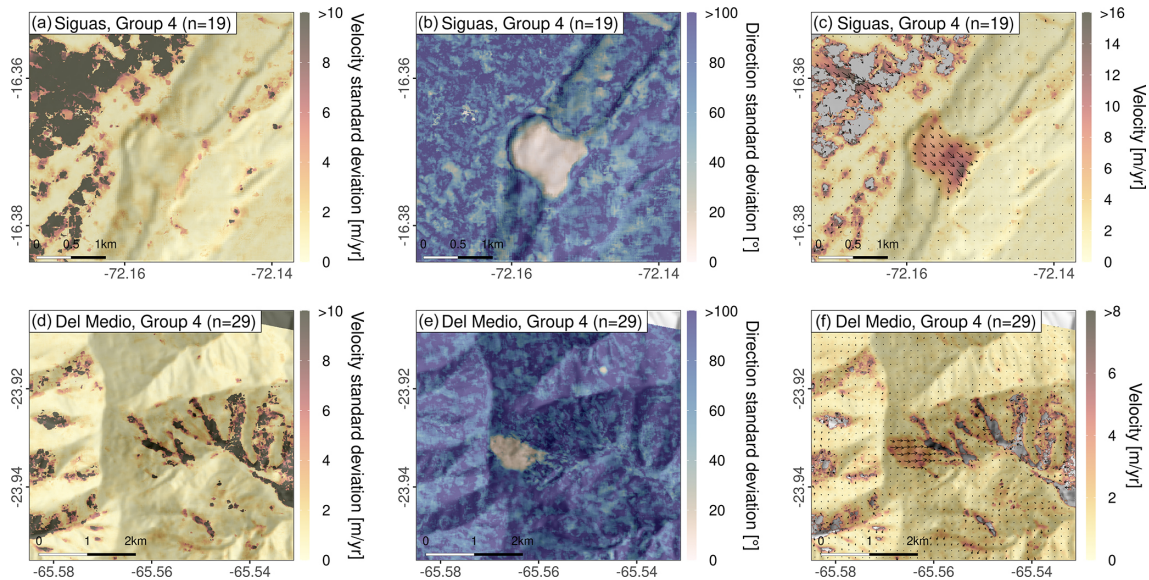 (a) Siguas, Group 4 (n=19)
>10
8
6
4
2
0
Velocity standard deviation [m/yr]
-16.36
-16.38
0 0.5 1km
-72.16 -72.14
(b) Siguas, Group 4 (n=19)
>100
80
60
40
20
0
Direction standard deviation [°]
-16.36
-16.38
0 0.5 1km
-72.16 -72.14
(c) Siguas, Group 4 (n=19)
>16
14
12
10
8
6
4
2
0
Velocity [m/yr]
-16.36
-16.38
0 0.5 1km
-72.16 -72.14
(d) Del Medio, Group 4 (n=29)
>10
8
6
4
2
0
Velocity standard deviation [m/yr]
-23.92
-23.94
0 1 2km
-65.58 -65.56 -65.54
(e) Del Medio, Group 4 (n=29)
>100
80
60
40
20
0
Direction standard deviation [°]
-23.92
-23.94
0 1 2km
-65.58 -65.56 -65.54
(f) Del Medio, Group 4 (n=29)
>8
6
4
2
0
Velocity [m/yr]
-23.92
-23.94
0 1 2km
-65.58 -65.56 -65.54